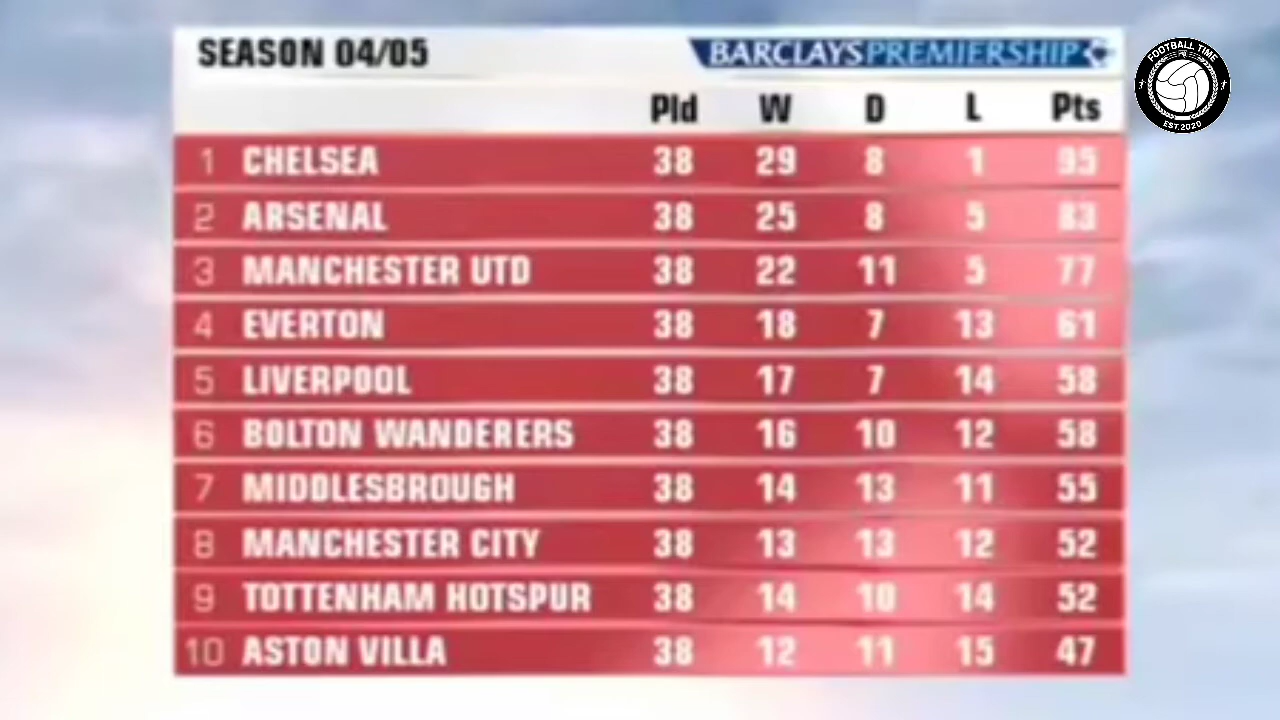 SEASON 04/05 BARCLAYS PREMIERSHIP
Pld W D L Pts
1 CHELSEA 38 29 8 1 95
2 ARSENAL 38 25 8 5 83
3 MANCHESTER UTD 38 22 11 5 77
4 EVERTON 38 18 7 13 61
5 LIVERPOOL 38 17 7 14 58
6 BOLTON WANDERERS 38 16 10 12 58
7 MIDDLESBROUGH 38 14 13 11 55
8 MANCHESTER CITY 38 13 13 12 52
9 TOTTENHAM HOTSPUR 38 14 10 14 52
10 ASTON VILLA 38 12 11 15 47
FOOTBALL TIME
EST.2020